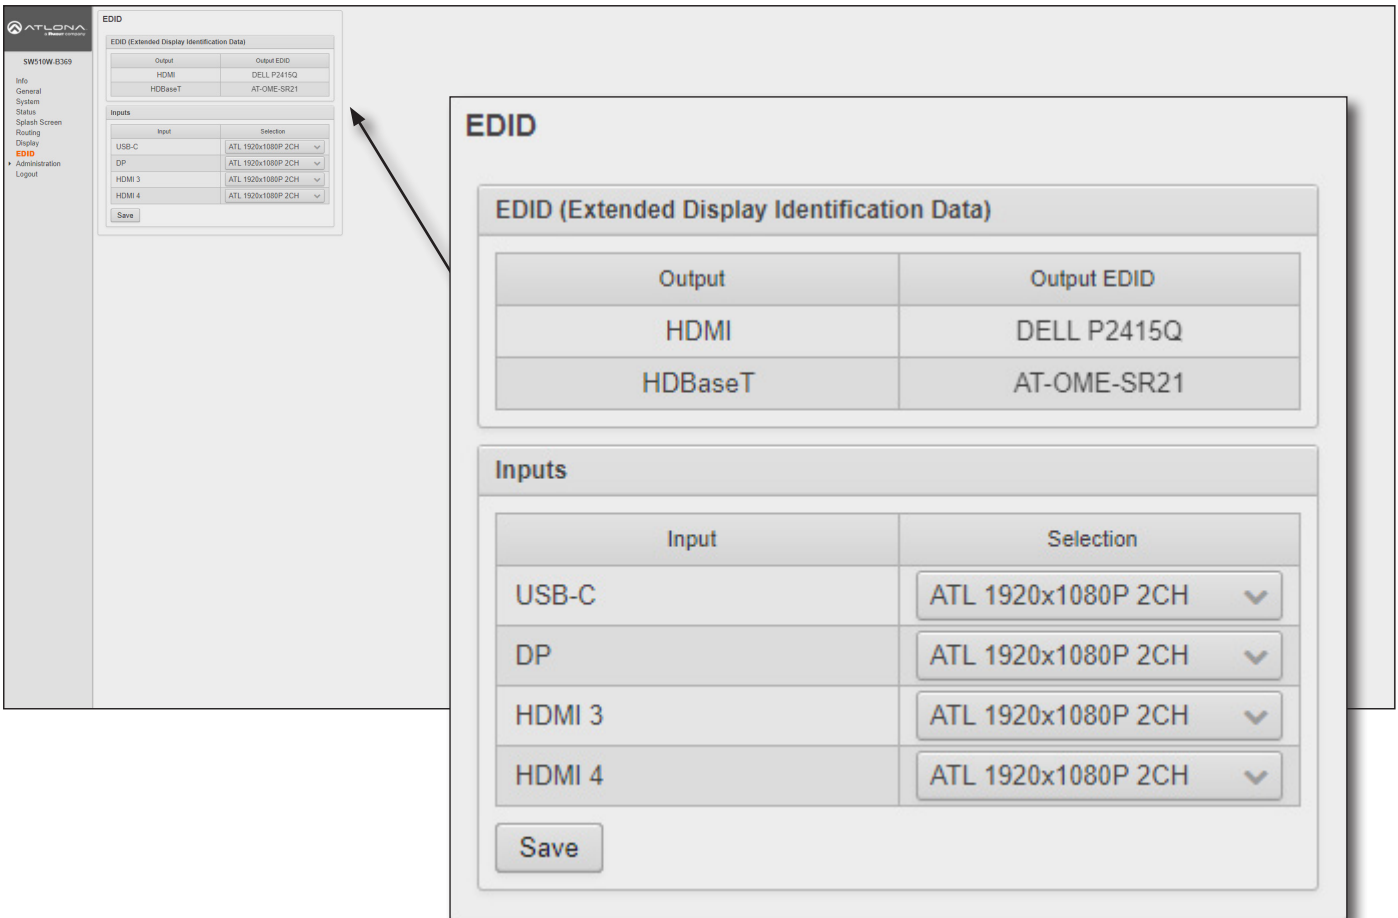 ATLONA
a Panduit company
SW510W-B369
Info
General
System
Status
Splash Screen
Routing
Display
EDID
Administration
Logout
EDID
EDID (Extended Display Identification Data)
Output Output EDID
HDMI DELL P2415Q
HDBaseT AT-OME-SR21
Inputs
Input Selection
USB-C ATL 1920x1080P 2CH
DP ATL 1920x1080P 2CH
HDMI 3 ATL 1920x1080P 2CH
HDMI 4 ATL 1920x1080P 2CH
Save
EDID
EDID (Extended Display Identification Data)
Output Output EDID
HDMI DELL P2415Q
HDBaseT AT-OME-SR21
Inputs
Input Selection
USB-C ATL 1920x1080P 2CH
DP ATL 1920x1080P 2CH
HDMI 3 ATL 1920x1080P 2CH
HDMI 4 ATL 1920x1080P 2CH
Save